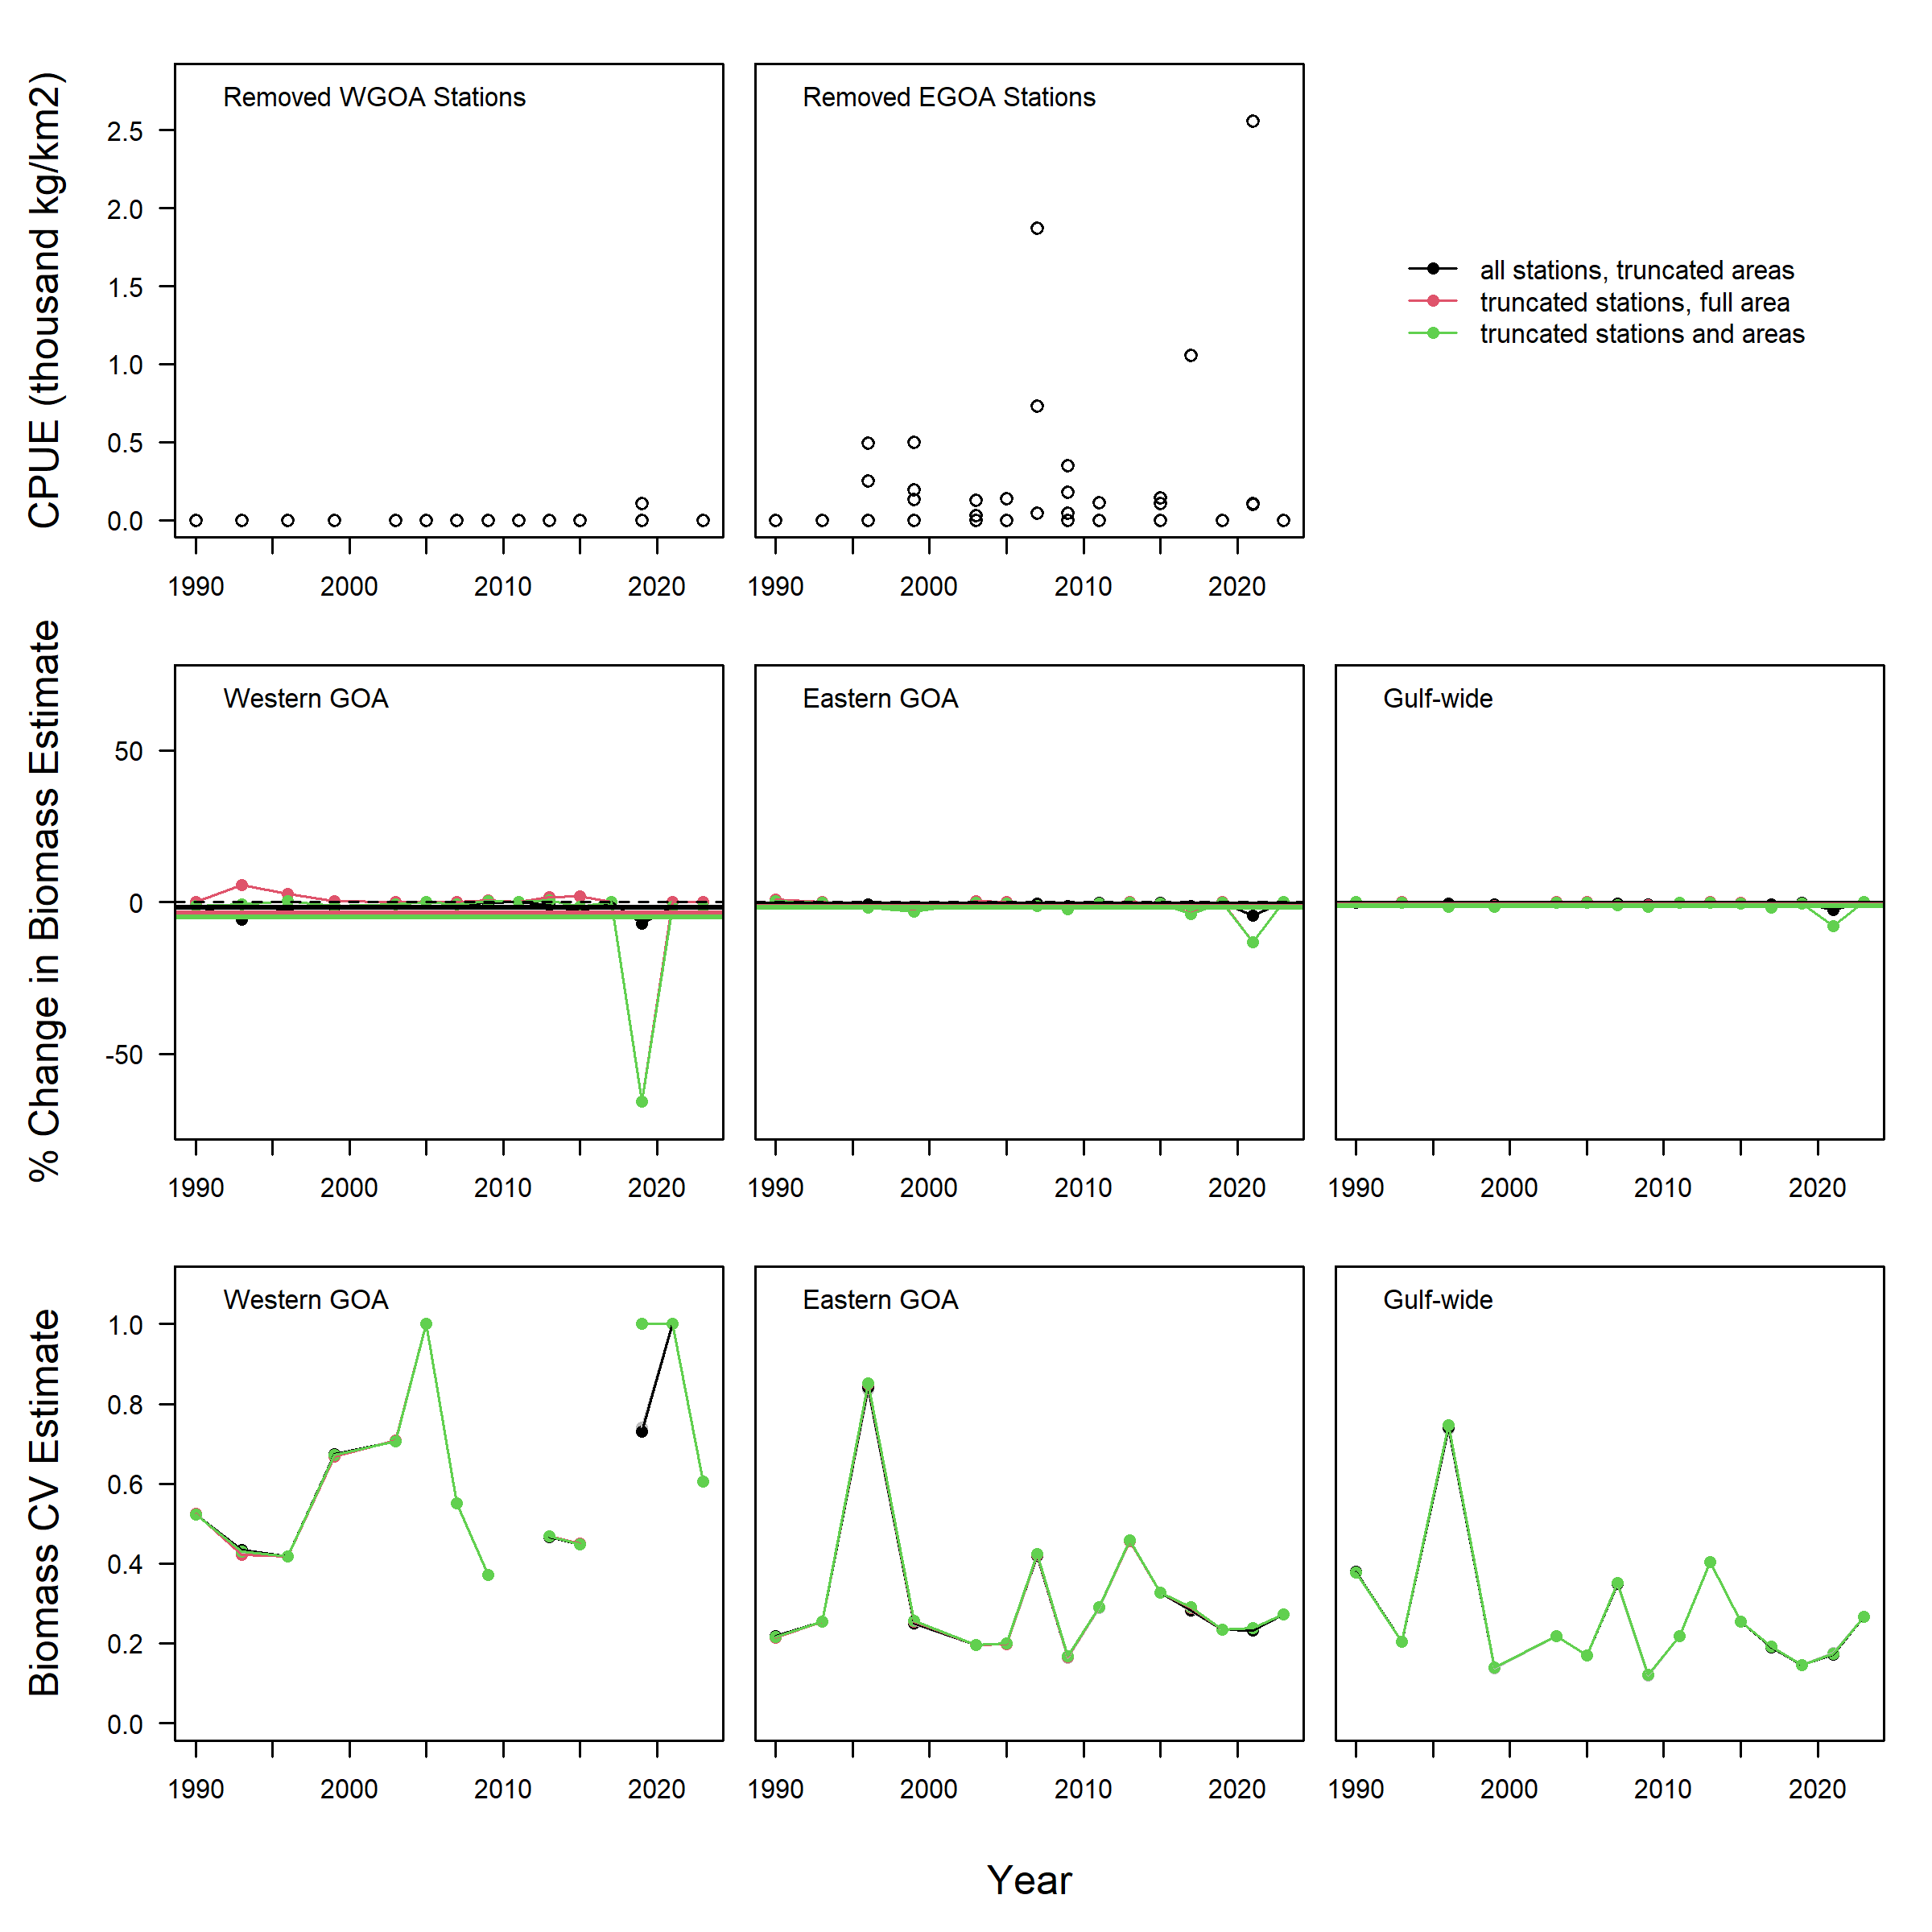 Removed WGOA Stations
Removed EGOA Stations
CPUE (thousand kg/km2)
2.5
2.0
1.5
1.0
0.5
0.0
1990 2000 2010 2020
1990 2000 2010 2020
all stations, truncated areas
truncated stations, full area
truncated stations and areas
% Change in Biomass Estimate
Western GOA
Eastern GOA
Gulf-wide
50
0
-50
1990 2000 2010 2020
1990 2000 2010 2020
1990 2000 2010 2020
Biomass CV Estimate
Western GOA
Eastern GOA
Gulf-wide
1.0
0.8
0.6
0.4
0.2
0.0
1990 2000 2010 2020
1990 2000 2010 2020
1990 2000 2010 2020
Year